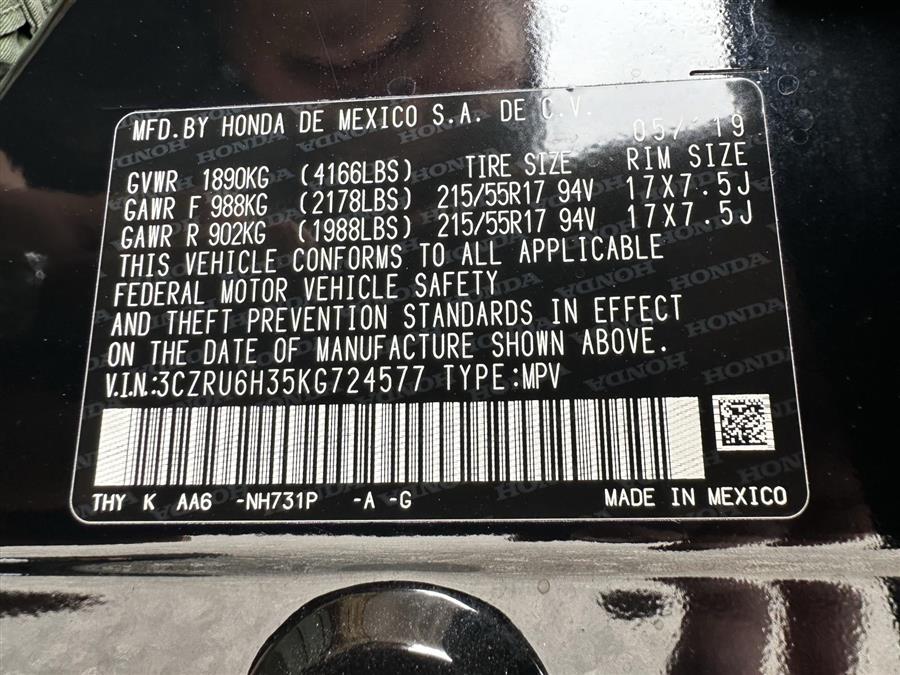 MFD.BY HONDA DE MEXICO S.A. DE C.V. 05/19
GVWR 1890KG (4166LBS) TIRE SIZE RIM SIZE
GAWR F 988KG (2178LBS) 215/55R17 94V 17X7.5J
GAWR R 902KG (1988LBS) 215/55R17 94V 17X7.5J
THIS VEHICLE CONFORMS TO ALL APPLICABLE
FEDERAL MOTOR VEHICLE SAFETY
AND THEFT PREVENTION STANDARDS IN EFFECT
ON THE DATE OF MANUFACTURE SHOWN ABOVE.
V.I.N.:3CZRU6H35KG724577 TYPE:MPV
THY K AA6 -NH731P -A -G MADE IN MEXICO